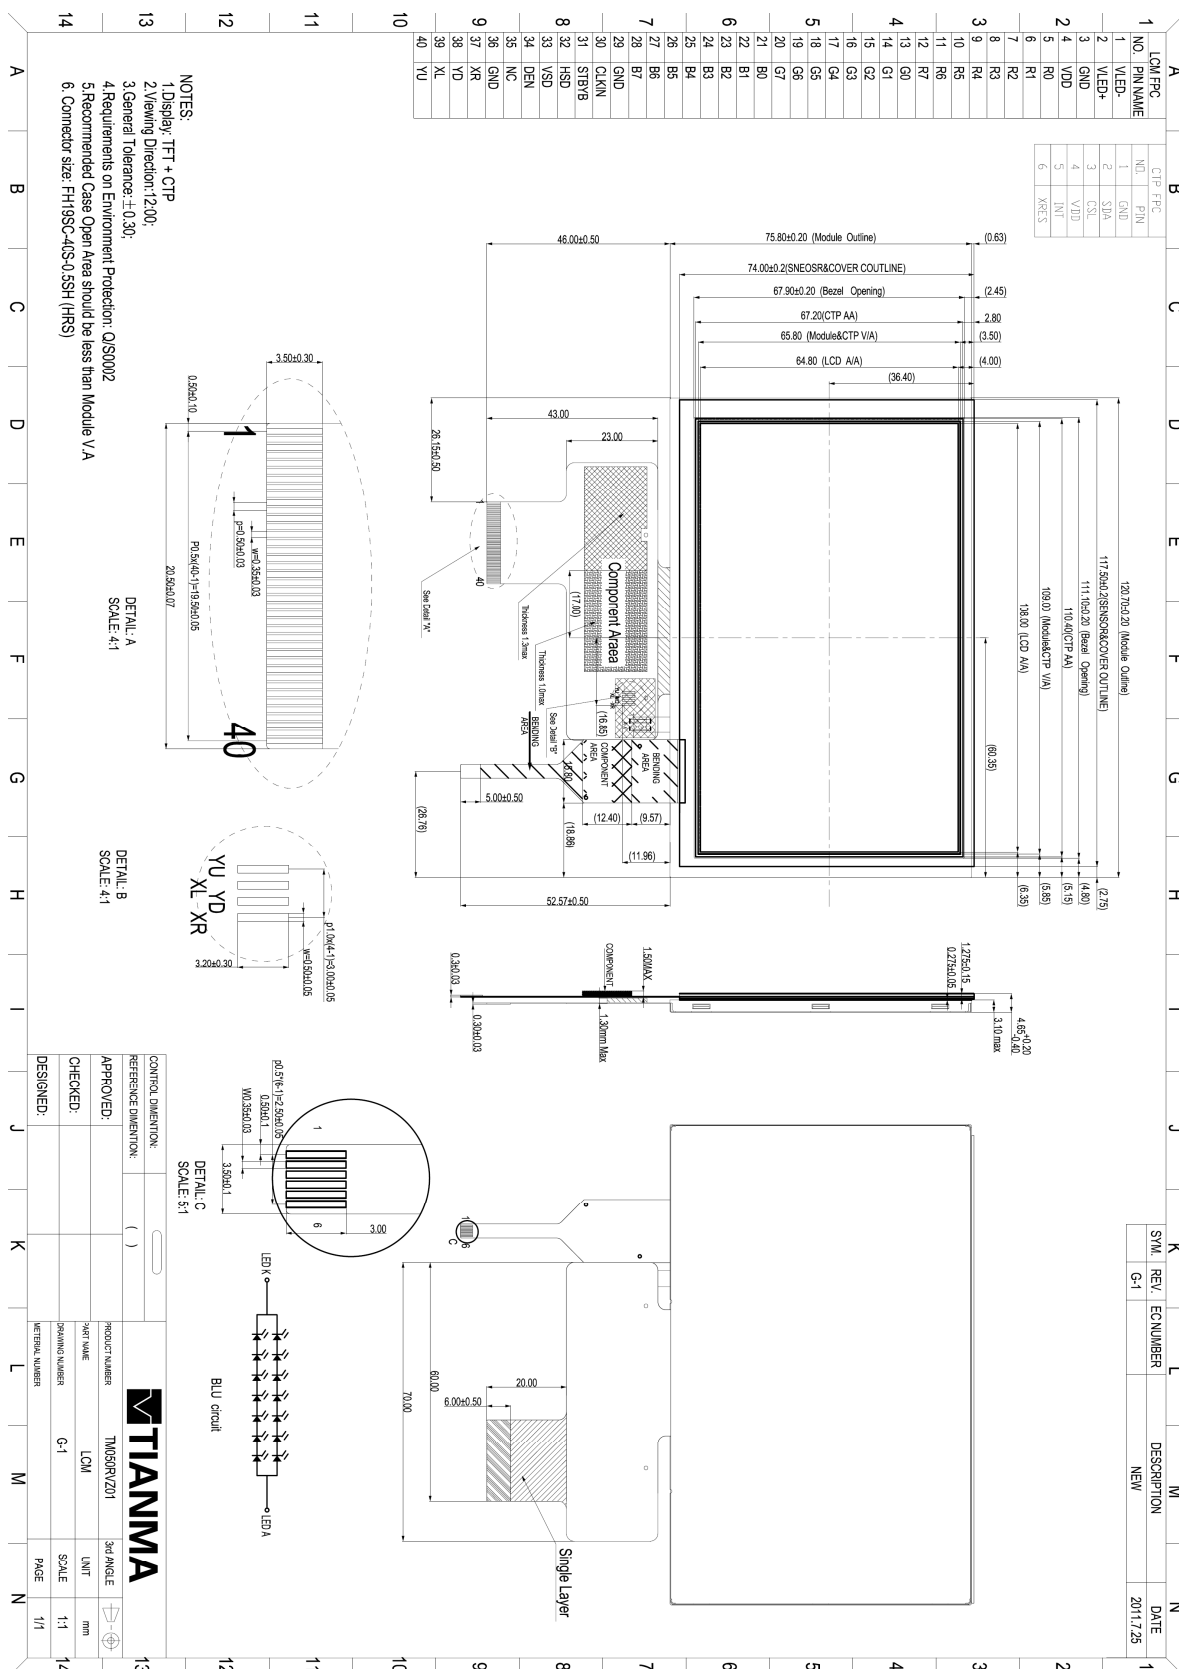 1 2 3 4 5 6 7 8 9 10 11 12 13 14
A B C D E F G H I J K L M N
LCM FPC
NO. PIN NAME
1 VLED-
2 VLED+
3 GND
4 VDD
5 R0
6 R1
7 R2
8 R3
9 R4
10 R5
11 R6
12 R7
13 G0
14 G1
15 G2
16 G3
17 G4
18 G5
19 G6
20 G7
21 B0
22 B1
23 B2
24 B3
25 B4
26 B5
27 B6
28 B7
29 GND
30 CLKIN
31 STBYB
32 HSD
33 VSD
34 DEN
35 NC
36 GND
37 XR
38 YD
39 XL
40 YU
CTP FPC
NO. PIN
1 GND
2 SDA
3 CSL
4 VDD
5 INT
6 XRES
SYM. REV. EC NUMBER DESCRIPTION DATE
G-1 NEW 2011.7.25
120.70±0.20 (Module Outline)
117.50±0.2(SENSOR&COVER OUTLINE)
111.10±0.20 (Bezel Opening)
110.40(CTP AA)
109.00 (Module&CTP V/A)
108.00 (LCD A/A)
(2.75)
(4.80)
(5.15)
(5.85)
(6.35)
(60.35)
(0.63)
75.80±0.20 (Module Outline)
46.00±0.50
74.00±0.2(SNEOSR&COVER COUTLINE)
67.90±0.20 (Bezel Opening)
(2.45)
67.20(CTP AA)
2.80
65.80 (Module&CTP V/A)
(3.50)
64.80 (LCD A/A)
(4.00)
(36.40)
43.00
23.00
26.15±0.50
Component Araea
(17.00)
(16.85)
1
40
See Detail "A"
Thickness 1.3max
Thickness 1.0max
See Detail "B"
BENDING
AREA
BENDING
AREA
COMPONENT
AREA
15.80
5.00±0.50
(12.40)
(9.57)
(18.86)
(11.96)
(26.76)
52.57±0.50
1.275±0.15
0.275±0.05
4.65+0.20
-0.40
3.10 max
1.50MAX
COMPONENT
1.30mm Max
0.3±0.03
0.30±0.03
1
6
C
20.00
6.00±0.50
60.00
70.00
Single Layer
3.50±0.30
0.50±0.10
1
40
w=0.35±0.03
p=0.50±0.03
P0.5x(40-1)=19.50±0.05
20.50±0.07
DETAIL: A
SCALE: 4:1
p1.0x(4-1)=3.00±0.05
w=0.50±0.05
3.20±0.30
YU YD
XL XR
DETAIL: B
SCALE: 4:1
p0.5*(6-1)=2.50±0.05
0.50±0.1
W0.35±0.03
3.50±0.1
1
6
3.00
DETAIL: C
SCALE: 5:1
LED K
LED A
BLU circuit
NOTES:
1.Display: TFT + CTP
2.Viewing Direction:12:00;
3.General Tolerance:±0.30;
4.Requirements on Environment Protection: Q/S0002
5.Recommended Case Open Area should be less than Module V.A
6. Connector size: FH19SC-40S-0.5SH (HRS)
CONTROL DIMENTION:
REFERENCE DIMENTION: ( )
APPROVED:
CHECKED:
DESIGNED:
TIANMA
PRODUCT NUMBER TM050RVZ01 3rd ANGLE
PART NAME LCM UNIT mm
DRAWING NUMBER G-1 SCALE 1:1
METERIAL NUMBER PAGE 1/1